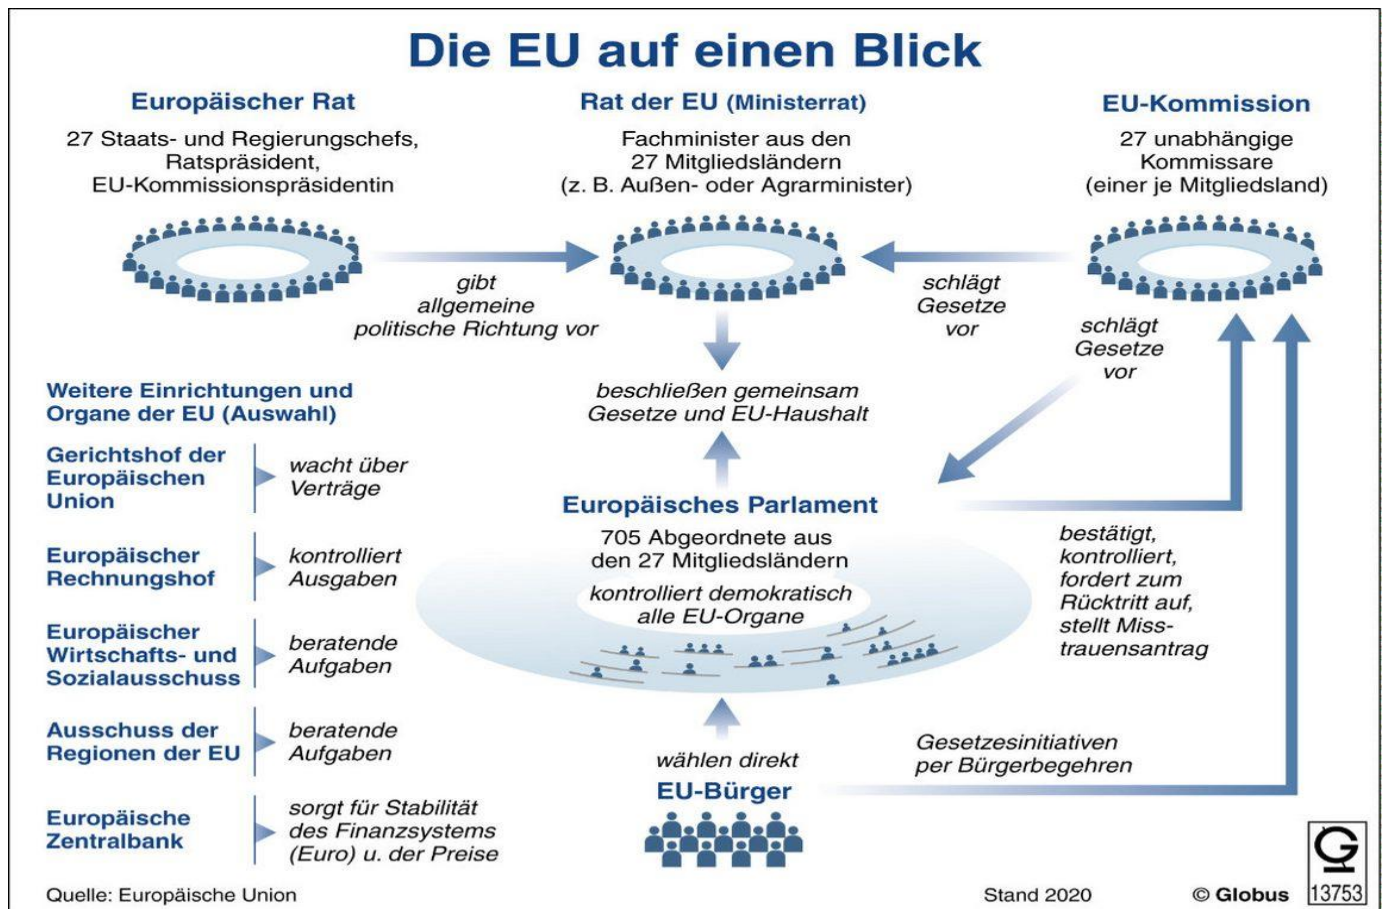 Die EU auf einen Blick
Europäischer Rat
27 Staats- und Regierungschefs,
Ratspräsident,
EU-Kommissionspräsidentin
Rat der EU (Ministerrat)
Fachminister aus den
27 Mitgliedsländern
(z. B. Außen- oder Agrarminister)
EU-Kommission
27 unabhängige
Kommissare
(einer je Mitgliedsland)
gibt
allgemeine
politische Richtung vor
schlägt
Gesetze
vor
schlägt
Gesetze
vor
beschließen gemeinsam
Gesetze und EU-Haushalt
Weitere Einrichtungen und
Organe der EU (Auswahl)
Gerichtshof der
Europäischen
Union
wacht über
Verträge
Europäischer
Rechnungshof
kontrolliert
Ausgaben
Europäischer
Wirtschafts- und
Sozialausschuss
beratende
Aufgaben
Ausschuss der
Regionen der EU
beratende
Aufgaben
Europäische
Zentralbank
sorgt für Stabilität
des Finanzsystems
(Euro) u. der Preise
Europäisches Parlament
705 Abgeordnete aus
den 27 Mitgliedsländern
kontrolliert demokratisch
alle EU-Organe
bestätigt,
kontrolliert,
fordert zum
Rücktritt auf,
stellt Miss-
trauensantrag
wählen direkt
EU-Bürger
Gesetzesinitiativen
per Bürgerbegehren
Quelle: Europäische Union
Stand 2020
© Globus
G
13753